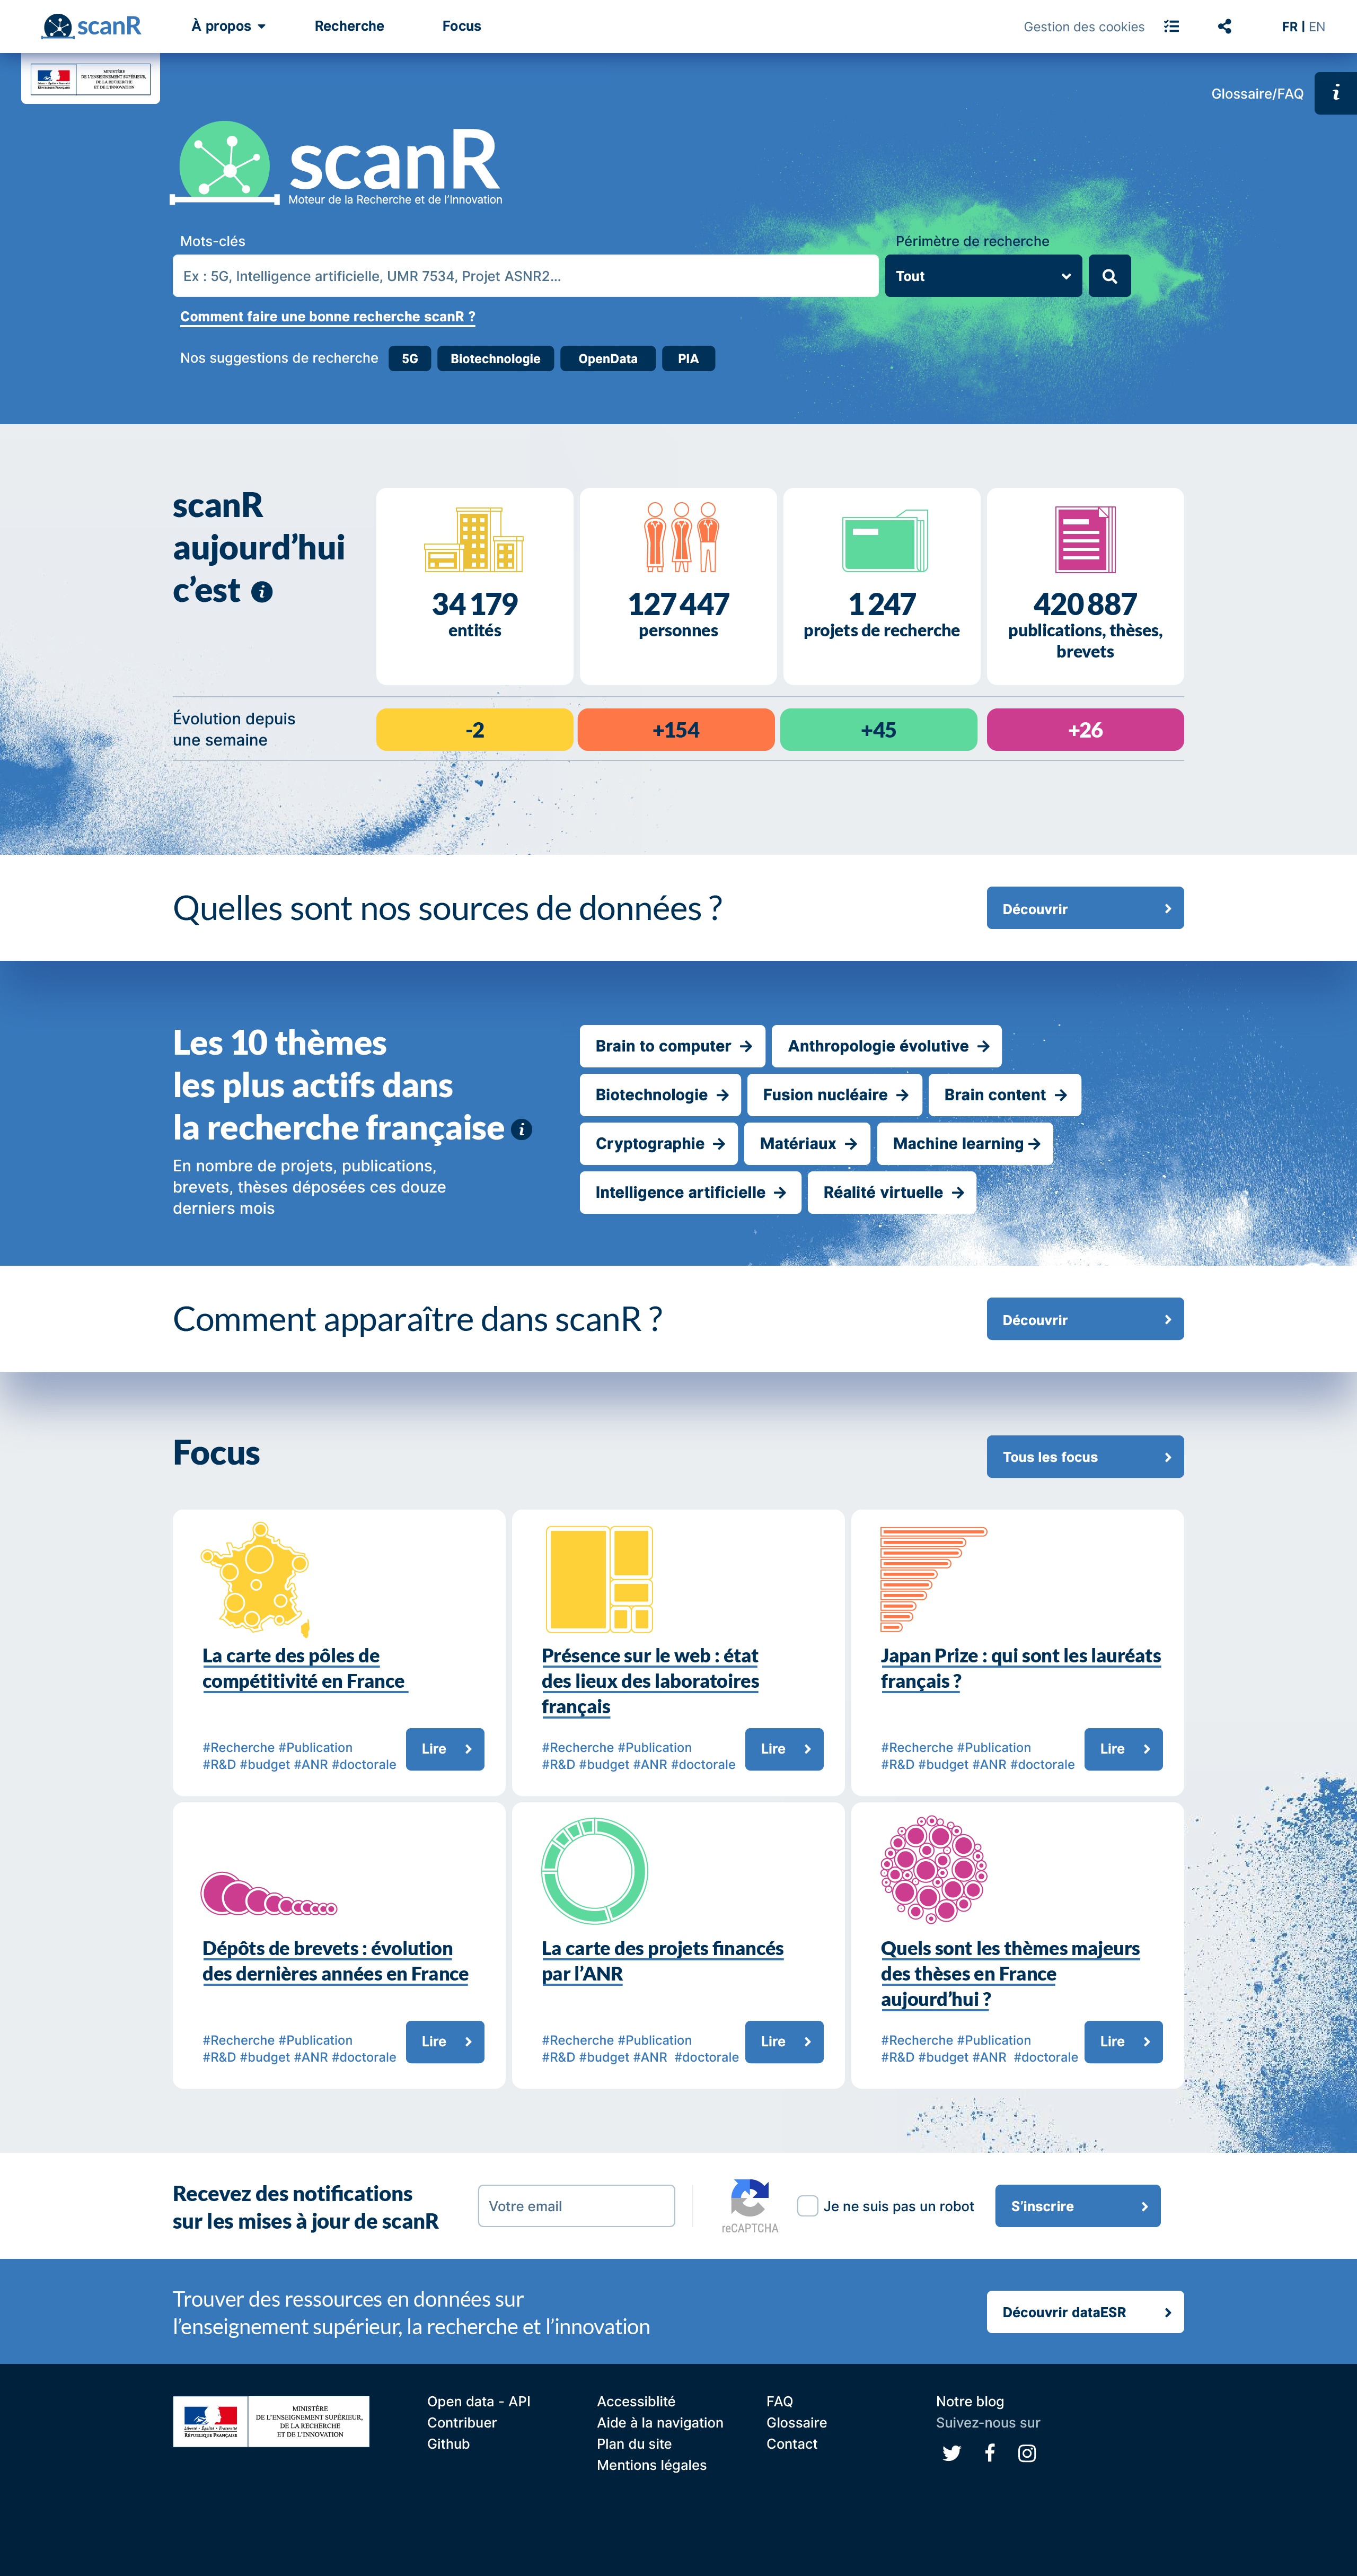 scanR
À propos
Recherche
Focus
Gestion des cookies
FR | EN
MINISTÈRE
DE L'ENSEIGNEMENT SUPÉRIEUR,
DE LA RECHERCHE
ET DE L'INNOVATION
Glossaire/FAQ
scanR
Moteur de la Recherche et de l'Innovation
Mots-clés
Périmètre de recherche
Ex : 5G, Intelligence artificielle, UMR 7534, Projet ASNR2...
Tout
Comment faire une bonne recherche scanR ?
Nos suggestions de recherche
5G
Biotechnologie
OpenData
PIA
scanR
aujourd’hui
c’est
34 179
entités
127 447
personnes
1 247
projets de recherche
420 887
publications, thèses,
brevets
Évolution depuis
une semaine
-2
+154
+45
+26
Quelles sont nos sources de données ?
Découvrir
Les 10 thèmes
les plus actifs dans
la recherche française
En nombre de projets, publications,
brevets, thèses déposées ces douze
derniers mois
Brain to computer
Anthropologie évolutive
Biotechnologie
Fusion nucléaire
Brain content
Cryptographie
Matériaux
Machine learning
Intelligence artificielle
Réalité virtuelle
Comment apparaître dans scanR ?
Découvrir
Focus
Tous les focus
La carte des pôles de
compétitivité en France
#Recherche #Publication
#R&D #budget #ANR #doctorale
Lire
Présence sur le web : état
des lieux des laboratoires
français
#Recherche #Publication
#R&D #budget #ANR #doctorale
Lire
Japan Prize : qui sont les lauréats
français ?
#Recherche #Publication
#R&D #budget #ANR #doctorale
Lire
Dépôts de brevets : évolution
des dernières années en France
#Recherche #Publication
#R&D #budget #ANR #doctorale
Lire
La carte des projets financés
par l’ANR
#Recherche #Publication
#R&D #budget #ANR #doctorale
Lire
Quels sont les thèmes majeurs
des thèses en France
aujourd’hui ?
#Recherche #Publication
#R&D #budget #ANR #doctorale
Lire
Recevez des notifications
sur les mises à jour de scanR
Votre email
reCAPTCHA
Je ne suis pas un robot
S’inscrire
Trouver des ressources en données sur
l’enseignement supérieur, la recherche et l’innovation
Découvrir dataESR
Liberté • Égalité • Fraternité
RÉPUBLIQUE FRANÇAISE
MINISTÈRE
DE L'ENSEIGNEMENT SUPÉRIEUR,
DE LA RECHERCHE
ET DE L'INNOVATION
Open data - API
Contribuer
Github
Accessiblité
Aide à la navigation
Plan du site
Mentions légales
FAQ
Glossaire
Contact
Notre blog
Suivez-nous sur